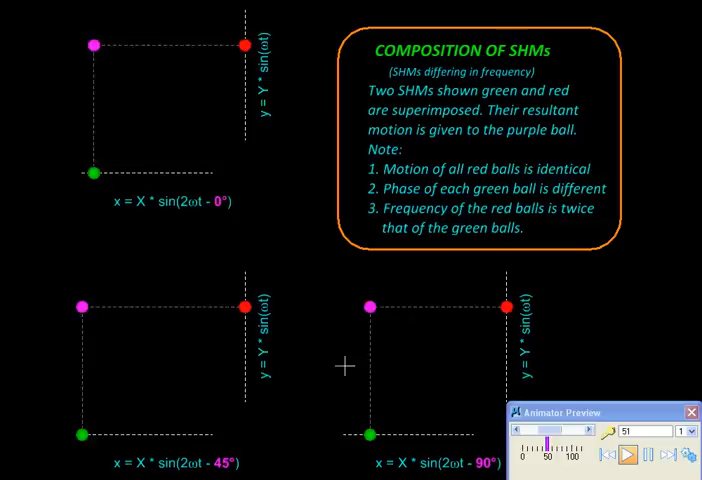 COMPOSITION OF SHMs
(SHMs differing in frequency)
Two SHMs shown green and red
are superimposed. Their resultant
motion is given to the purple ball.
Note:
1. Motion of all red balls is identical
2. Phase of each green ball is different
3. Frequency of the red balls is twice
that of the green balls.
y = Y * sin(ωt)
x = X * sin(2ωt - 0°)
y = Y * sin(ωt)
x = X * sin(2ωt - 45°)
y = Y * sin(ωt)
x = X * sin(2ωt - 90°)
Animator Preview
51
1
0 50 100